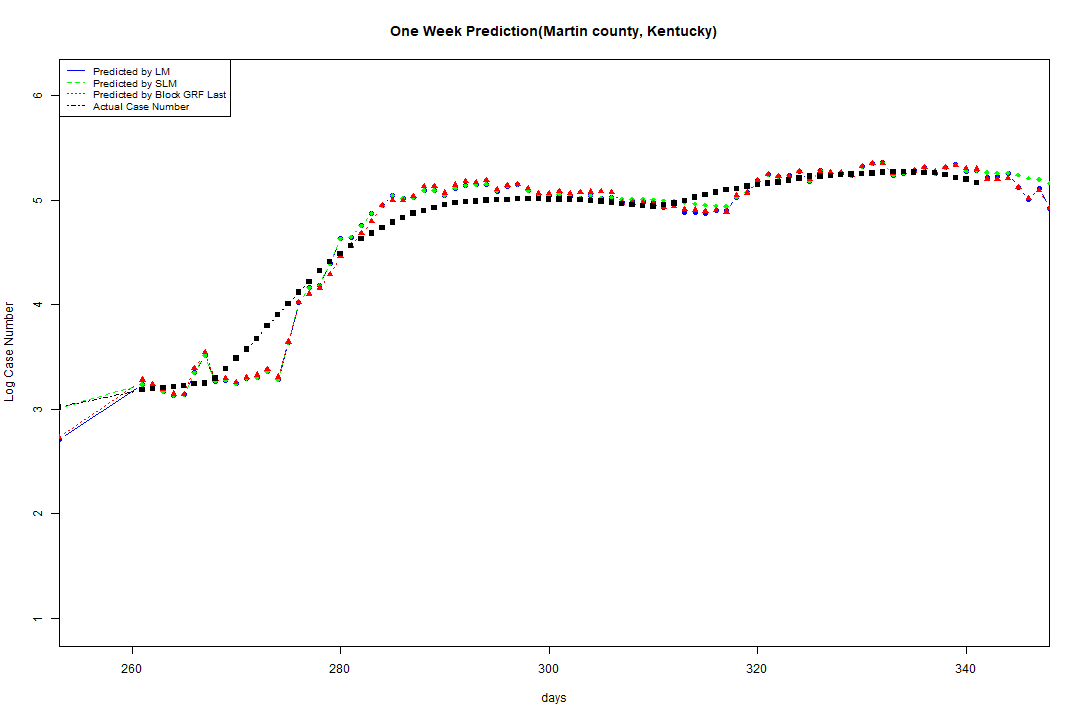 One Week Prediction(Martin county, Kentucky)
Predicted by LM
Predicted by SLM
Predicted by Block GRF Last
Actual Case Number
6
5
4
3
2
1
Log Case Number
260 280 300 320 340
days